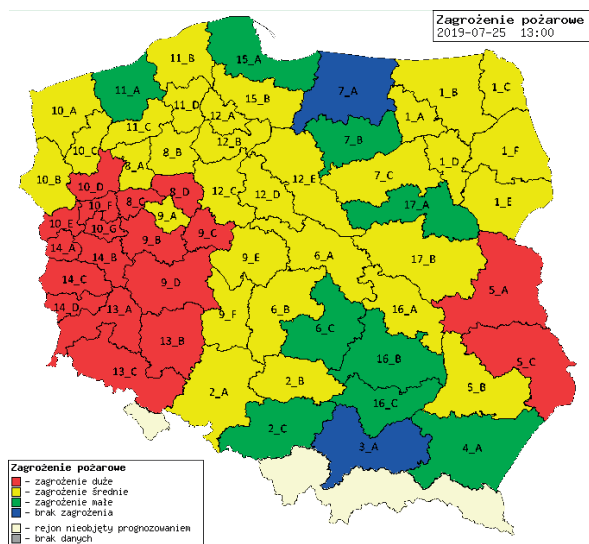 Zagrożenie pożarowe
2019-07-25 13:00
11_B
15_A
11_A
7_A
1_B
1_C
10_A
11_D
15_B
12_A
1_A
11_C
7_B
12_B
10_C
8_A
8_B
1_D
1_F
10_B
10_D
8_D
12_C
12_D
12_E
7_C
10_F
8_C
9_A
17_A
1_E
10_E
10_G
9_B
9_C
14_A
14_B
9_E
6_A
17_B
14_C
9_D
5_A
14_D
13_A
9_F
6_B
16_A
6_C
13_B
16_B
5_C
13_C
2_A
2_B
5_B
16_C
2_C
3_A
4_A
Zagrożenie pożarowe
- zagrożenie duże
- zagrożenie średnie
- zagrożenie małe
- brak zagrożenia
- rejon nieobjęty prognozowaniem
- brak danych